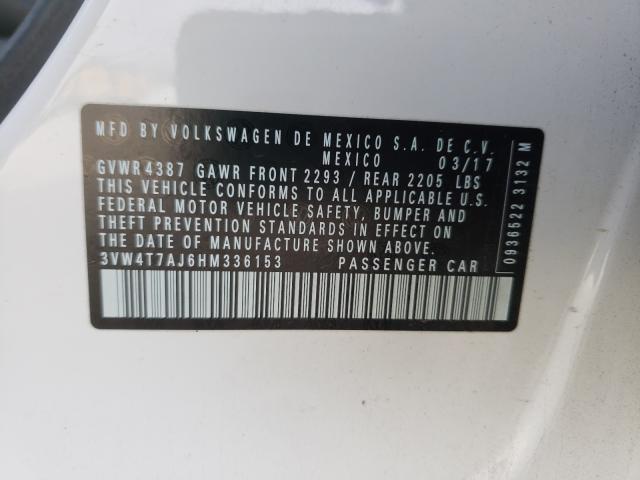 MFD BY VOLKSWAGEN DE MEXICO S.A. DE C.V.
MEXICO 03/17
GVWR4387 GAWR FRONT 2293 / REAR 2205 LBS
THIS VEHICLE CONFORMS TO ALL APPLICABLE U.S.
FEDERAL MOTOR VEHICLE SAFETY, BUMPER AND
THEFT PREVENTION STANDARDS IN EFFECT ON
THE DATE OF MANUFACTURE SHOWN ABOVE.
3VW4T7AJ6HM336153 PASSENGER CAR
0936522 3132 M